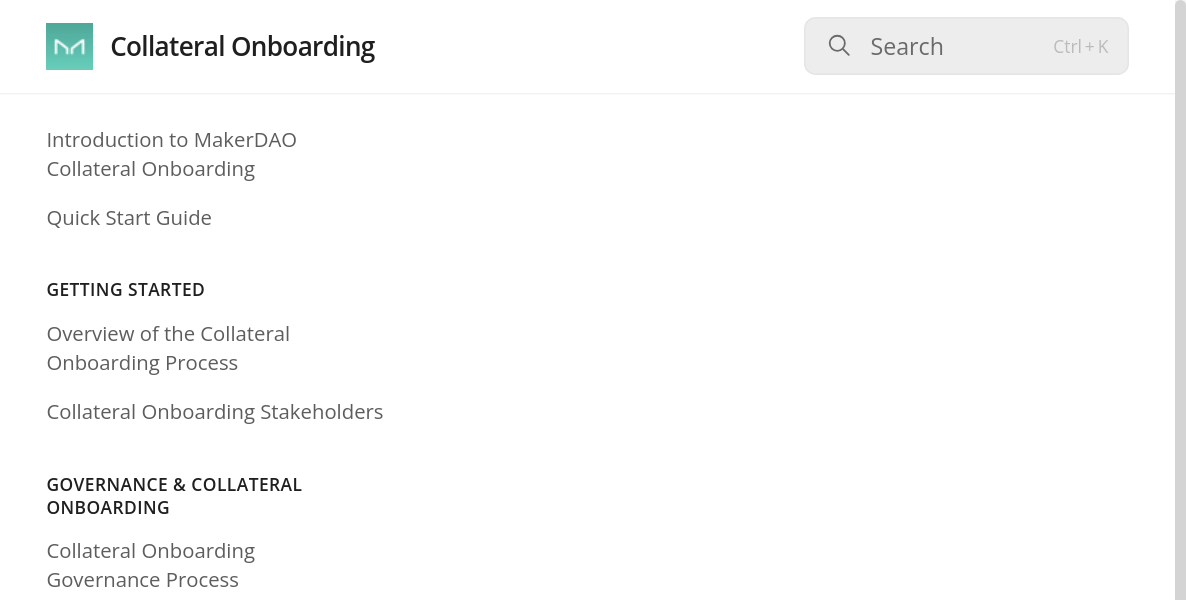 Collateral Onboarding
Search
Ctrl + K
Introduction to MakerDAO
Collateral Onboarding
Quick Start Guide
GETTING STARTED
Overview of the Collateral
Onboarding Process
Collateral Onboarding Stakeholders
GOVERNANCE & COLLATERAL
ONBOARDING
Collateral Onboarding
Governance Process